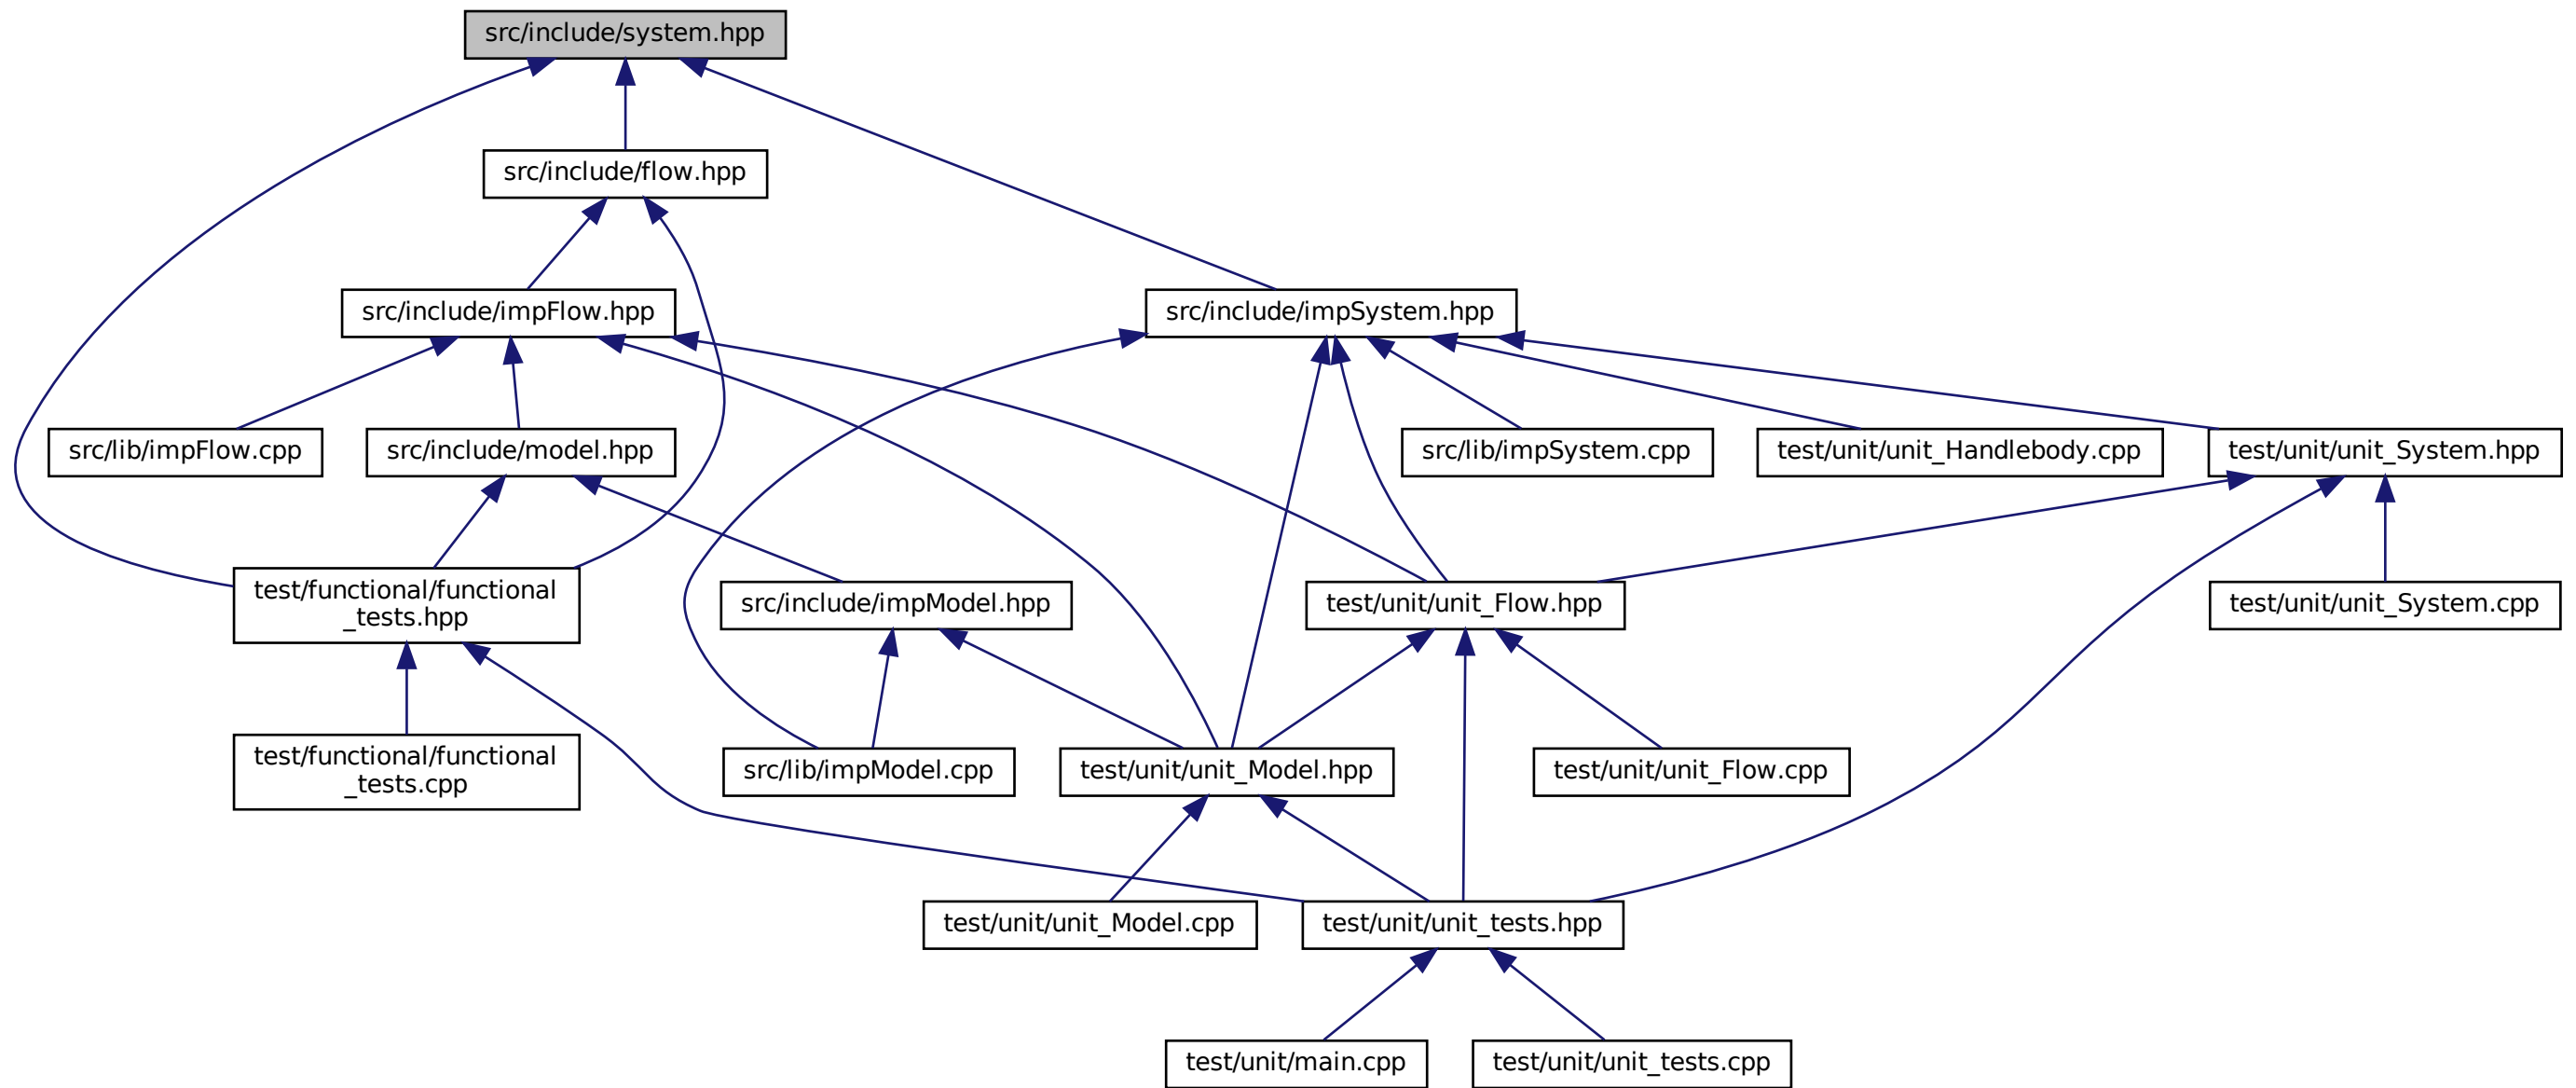 src/include/system.hpp
src/include/flow.hpp
src/include/impFlow.hpp
src/include/impSystem.hpp
src/lib/impFlow.cpp
src/include/model.hpp
src/lib/impSystem.cpp
test/unit/unit_Handlebody.cpp
test/unit/unit_System.hpp
test/functional/functional
_tests.hpp
src/include/impModel.hpp
test/unit/unit_Flow.hpp
test/unit/unit_System.cpp
test/functional/functional
_tests.cpp
src/lib/impModel.cpp
test/unit/unit_Model.hpp
test/unit/unit_Flow.cpp
test/unit/unit_Model.cpp
test/unit/unit_tests.hpp
test/unit/main.cpp
test/unit/unit_tests.cpp